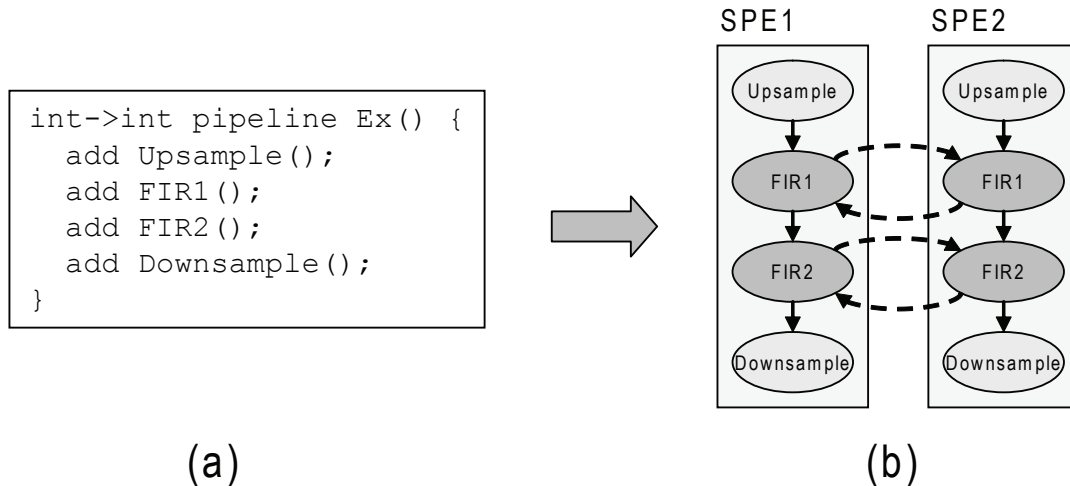 int->int pipeline Ex() {
  add Upsample();
  add FIR1();
  add FIR2();
  add Downsample();
}
(a)
SPE1
Upsample
FIR1
FIR2
Downsample
SPE2
Upsample
FIR1
FIR2
Downsample
(b)